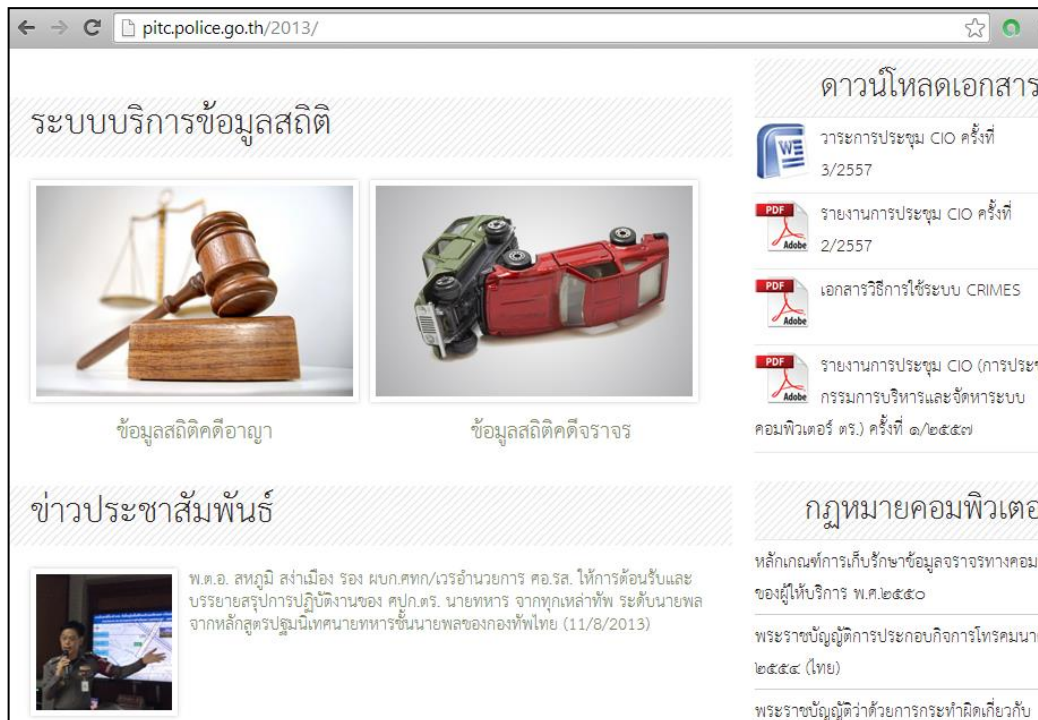 pitc.police.go.th/2013/
ระบบบริการข้อมูลสถิติ
ข้อมูลสถิติคดีอาญา
ข้อมูลสถิติคดีจราจร
ข่าวประชาสัมพันธ์
พ.ต.อ. สหภูมิ สง่าเมือง รอง ผบก.ศทก/เวรอำนวยการ ศอ.รส. ให้การต้อนรับและ
บรรยายสรุปการปฏิบัติงานของ ศปก.ตร. นายทหาร จากทุกเหล่าทัพ ระดับนายพล
จากหลักสูตรปฐมนิเทศนายทหารชั้นนายพลของกองทัพไทย (11/8/2013)
ดาวน์โหลดเอกสาร
วาระการประชุม CIO ครั้งที่
3/2557
PDF
Adobe
รายงานการประชุม CIO ครั้งที่
2/2557
PDF
Adobe
เอกสารวิธีการใช้ระบบ CRIMES
PDF
Adobe
รายงานการประชุม CIO (การประช
กรรมการบริหารและจัดหาระบบ
คอมพิวเตอร์ ตร.) ครั้งที่ ๑/๒๕๕๗
กฎหมายคอมพิวเตอ
หลักเกณฑ์การเก็บรักษาข้อมูลจราจรทางคอม
ของผู้ให้บริการ พ.ศ.๒๕๕๐
พระราชบัญญัติการประกอบกิจการโทรคมนา
๒๕๕๔ (ไทย)
พระราชบัญญัติว่าด้วยการกระทำผิดเกี่ยวกับ